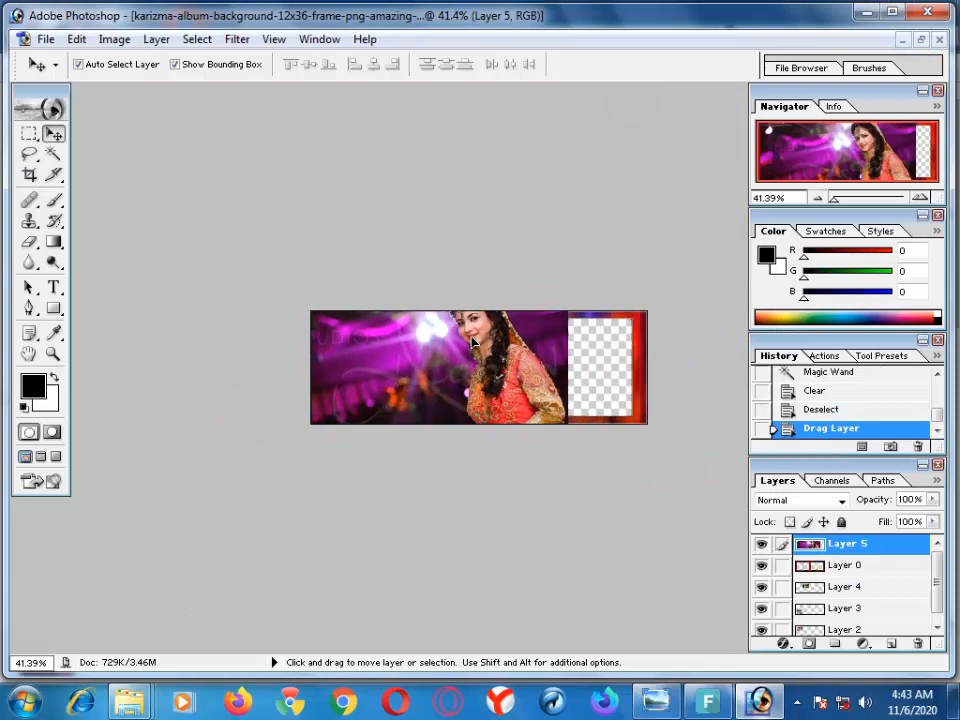 Adobe Photoshop - [karizma-album-background-12x36-frame-png-amazing-...@ 41.4% (Layer 5, RGB)]
File Edit Image Layer Select Filter View Window Help
Auto Select Layer Show Bounding Box File Browser Brushes
Navigator Info
41.39%
Color Swatches Styles
R 0
G 0
B 0
History Actions Tool Presets
Magic Wand
Clear
Deselect
Drag Layer
Layers Channels Paths
Normal Opacity: 100%
Lock: Fill: 100%
Layer 5
Layer 0
Layer 4
Layer 3
Layer 2
41.39% Doc: 729K/3.46M Click and drag to move layer or selection. Use Shift and Alt for additional options.
4:43 AM
11/6/2020